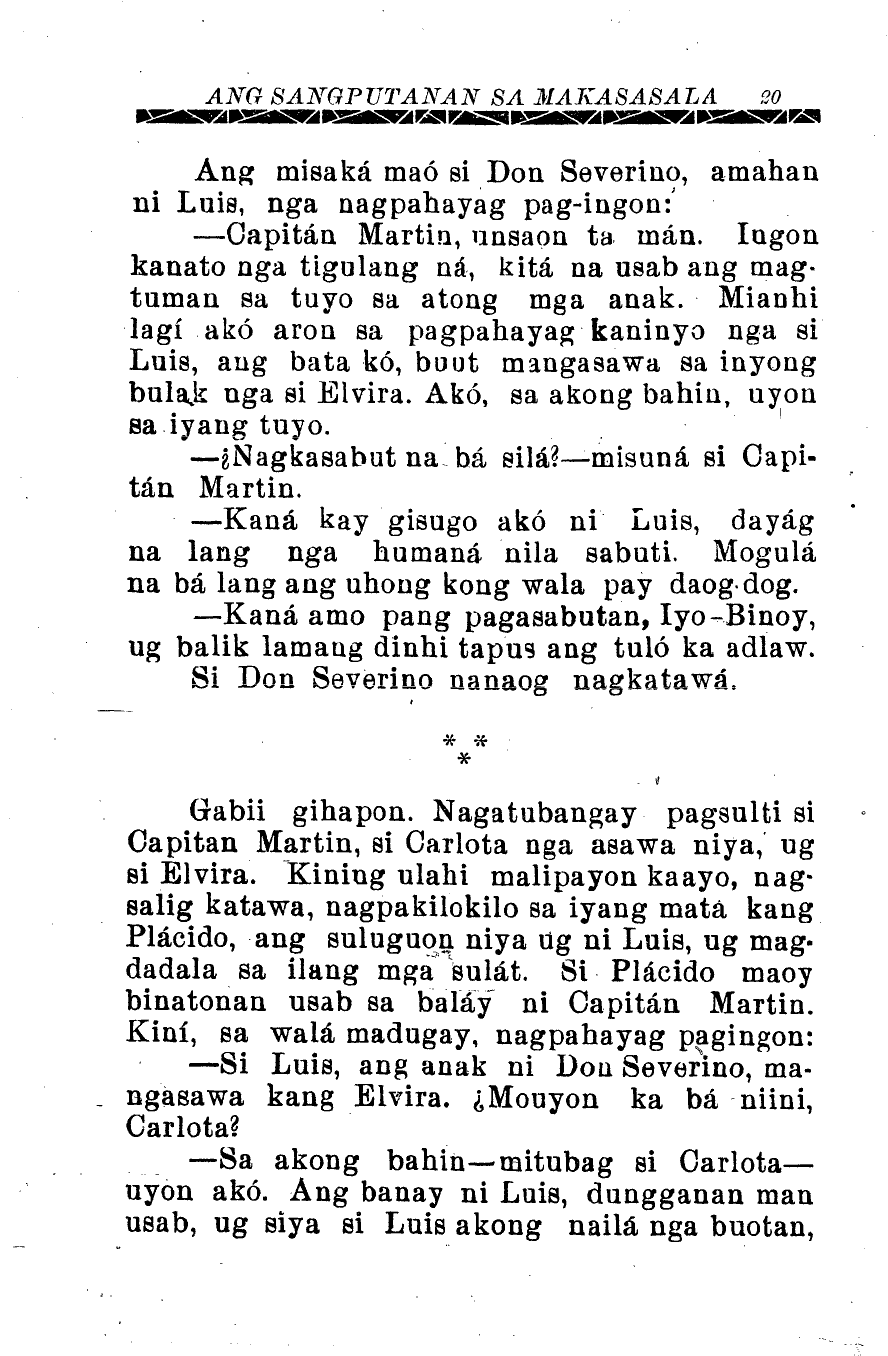 ANG SANGPUTANAN SA MAKASASALA 20
Ang misaká maó si Don Severino, amahan
ni Luis, nga nagpahayag pag-ingon:
—Capitán Martin, unsaon ta mán. Ingon
kanato nga tigulang ná, kitá na usab ang mag-
tuman sa tuyo sa atong mga anak. Mianhi
lagí akó aron sa pagpahayag kaninyo nga si
Luis, ang bata kó, buut mangasawa sa inyong
bulak nga si Elvira. Akó, sa akong bahin, uyon
sa iyang tuyo.
—¿Nagkasabut na bá silá?—misuná si Capi-
tán Martin.
—Kaná kay gisugo akó ni Luis, dayág
na lang nga humaná nila sabuti. Mogulá
na bá lang ang uhong kong wala pay daog-dog.
—Kaná amo pang pagasabutan, Iyo-Binoy,
ug balik lamang dinhi tapus ang tuló ka adlaw.
Si Don Severino nanaog nagkatawá.
* *
*
Gabii gihapon. Nagatubangay pagsulti si
Capitan Martin, si Carlota nga asawa niya, ug
si Elvira. Kining ulahi malipayon kaayo, nag-
salig katawa, nagpakilokilo sa iyang matá kang
Plácido, ang suluguon niya ug ni Luis, ug mag-
dadala sa ilang mga sulát. Si Plácido maoy
binatonan usab sa baláy ni Capitán Martin.
Kiní, sa walá madugay, nagpahayag pagingon:
—Si Luis, ang anak ni Don Severino, ma-
ngasawa kang Elvira. ¿Mouyon ka bá niini,
Carlota?
—Sa akong bahin—mitubag si Carlota—
uyon akó. Ang banay ni Luis, dungganan man
usab, ug siya si Luis akong nailá nga buotan,